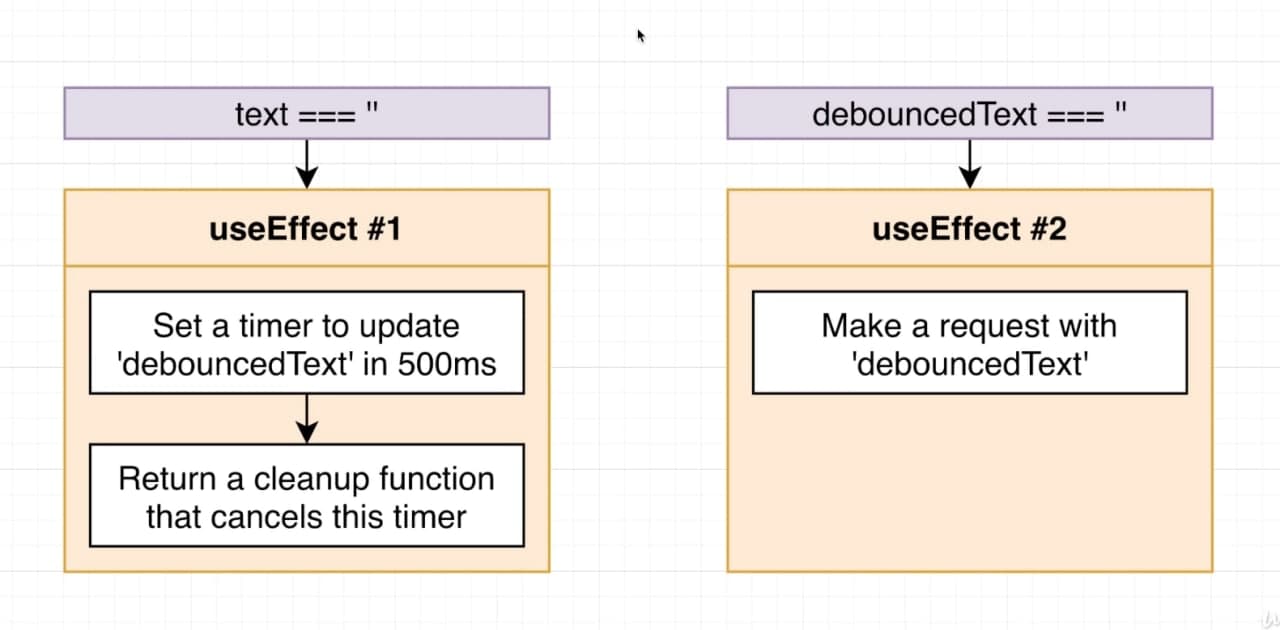 text === ''
useEffect #1
Set a timer to update
'debouncedText' in 500ms
Return a cleanup function
that cancels this timer
debouncedText === ''
useEffect #2
Make a request with
'debouncedText'